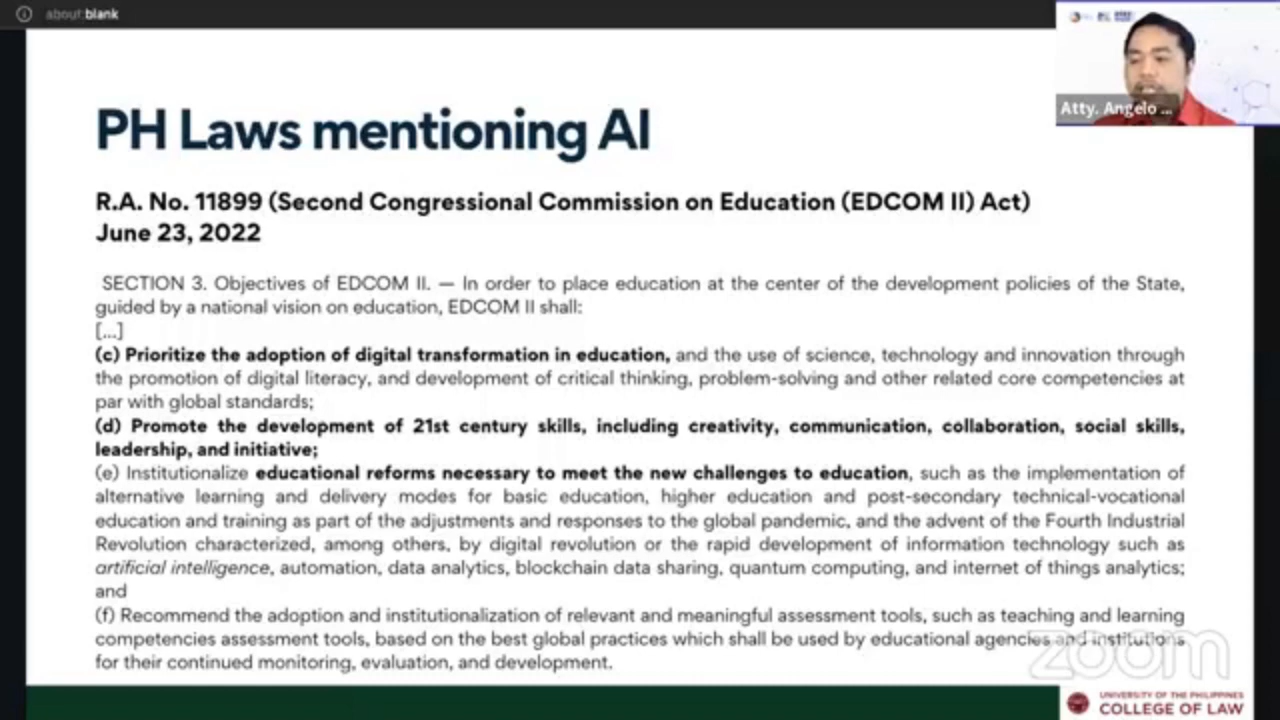 about:blank
Atty. Angelo ...
PH Laws mentioning AI
R.A. No. 11899 (Second Congressional Commission on Education (EDCOM II) Act)
June 23, 2022
SECTION 3. Objectives of EDCOM II. — In order to place education at the center of the development policies of the State,
guided by a national vision on education, EDCOM II shall:
[...]
(c) Prioritize the adoption of digital transformation in education, and the use of science, technology and innovation through
the promotion of digital literacy, and development of critical thinking, problem-solving and other related core competencies at
par with global standards;
(d) Promote the development of 21st century skills, including creativity, communication, collaboration, social skills,
leadership, and initiative;
(e) Institutionalize educational reforms necessary to meet the new challenges to education, such as the implementation of
alternative learning and delivery modes for basic education, higher education and post-secondary technical-vocational
education and training as part of the adjustments and responses to the global pandemic, and the advent of the Fourth Industrial
Revolution characterized, among others, by digital revolution or the rapid development of information technology such as
artificial intelligence, automation, data analytics, blockchain data sharing, quantum computing, and internet of things analytics;
and
(f) Recommend the adoption and institutionalization of relevant and meaningful assessment tools, such as teaching and learning
competencies assessment tools, based on the best global practices which shall be used by educational agencies and institutions
for their continued monitoring, evaluation, and development.
zoom
UNIVERSITY OF THE PHILIPPINES
COLLEGE OF LAW